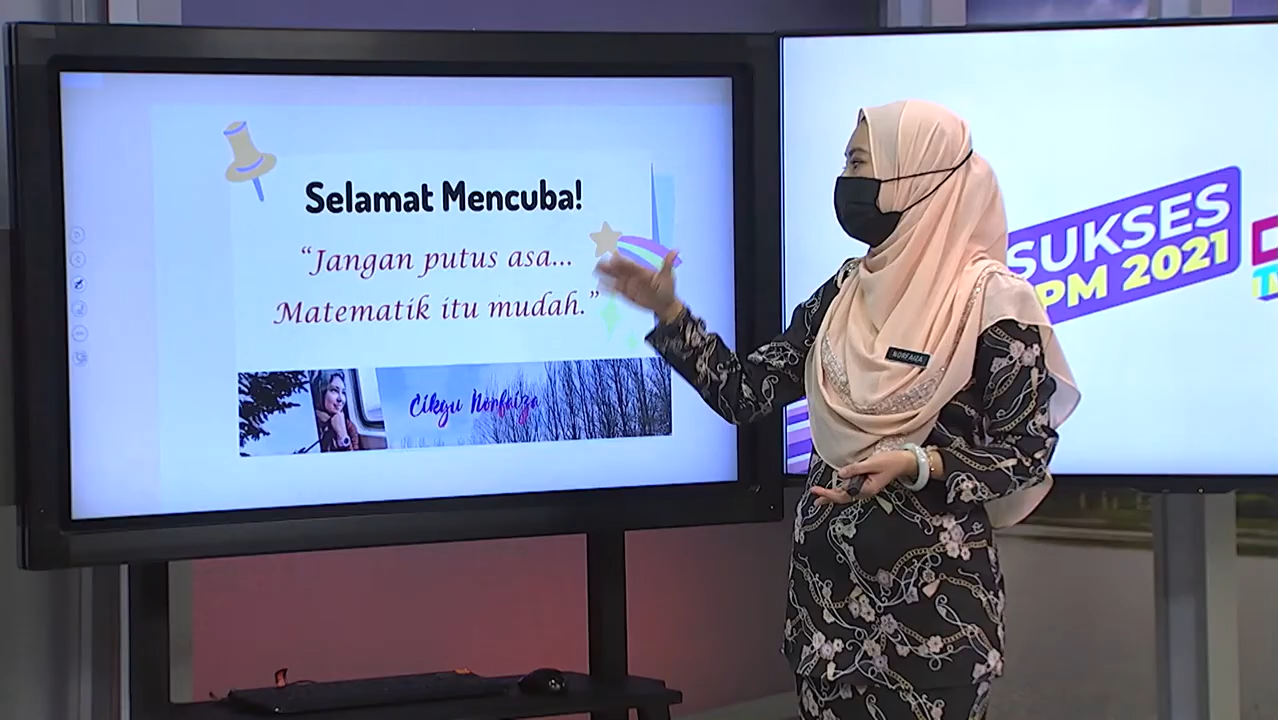 Selamat Mencuba!
“Jangan putus asa...
Matematik itu mudah.”
Cikgu Norfaiza
NORFAIZA
SUKSES
PM 2021